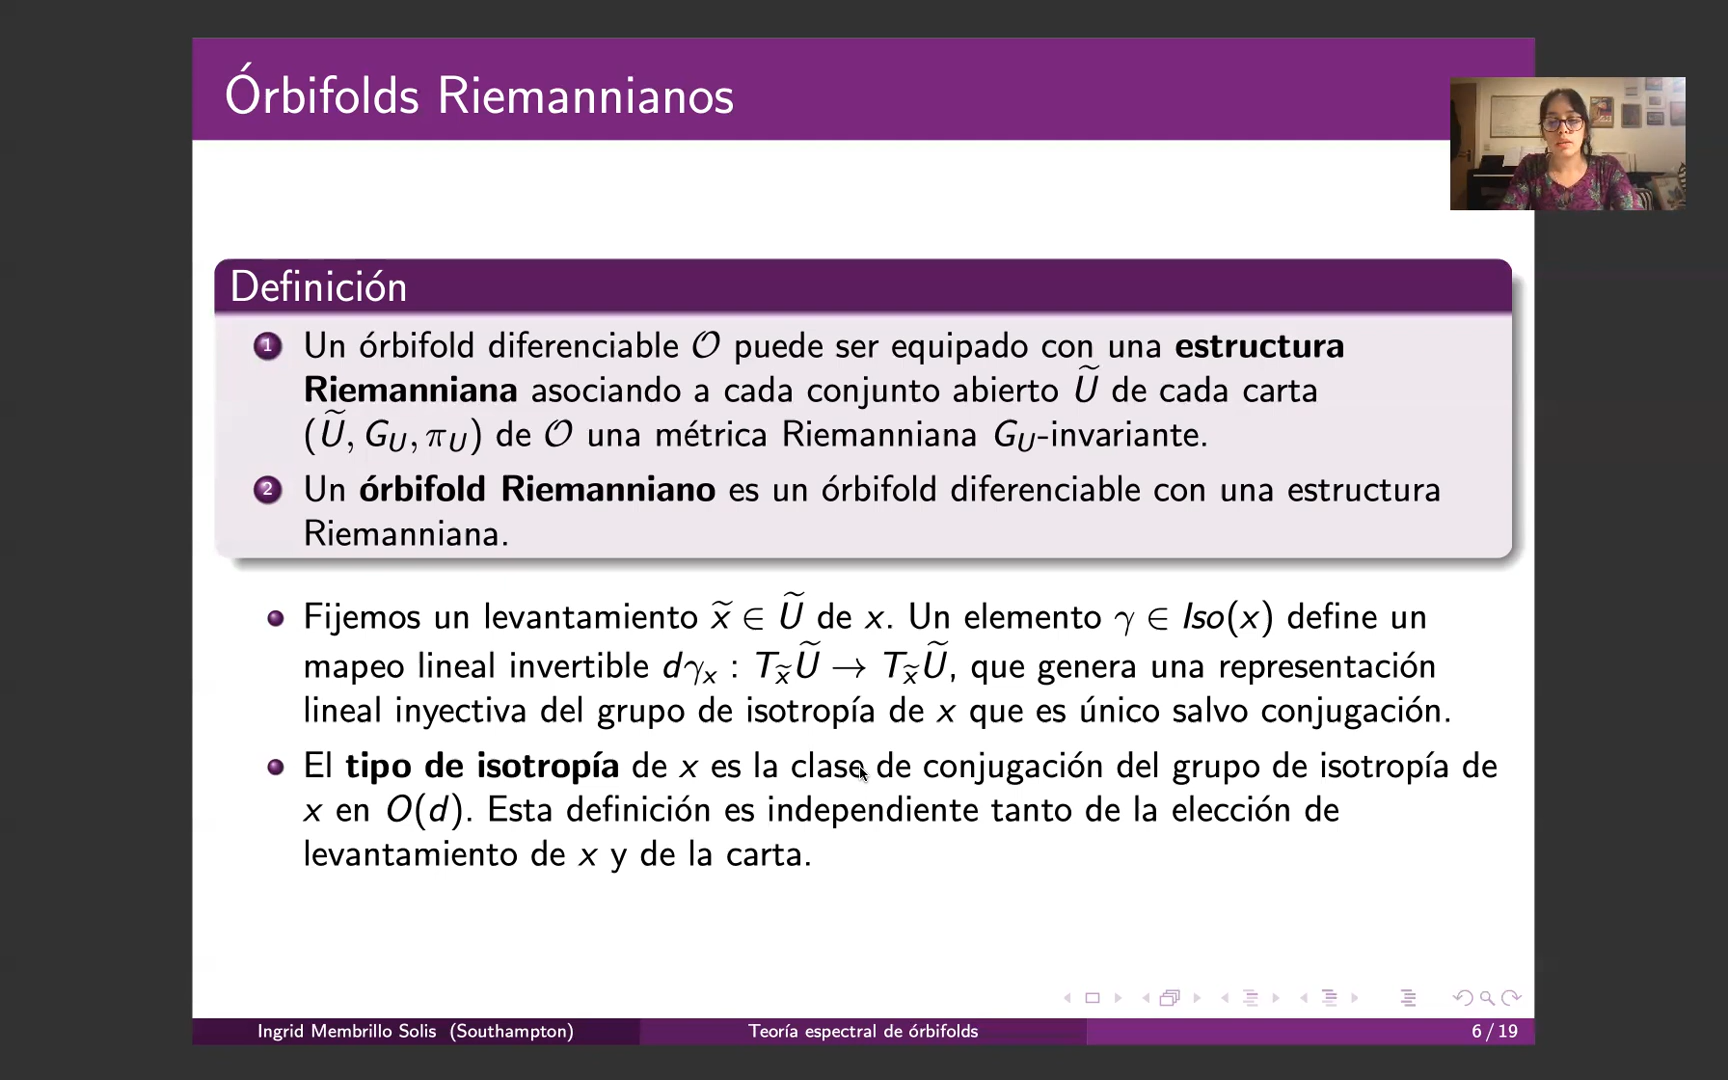 Órbifolds Riemannianos
Definición
1 Un órbifold diferenciable 𝒪 puede ser equipado con una estructura
Riemanniana asociando a cada conjunto abierto Ũ de cada carta
(Ũ, G_U, π_U) de 𝒪 una métrica Riemanniana G_U-invariante.
2 Un órbifold Riemanniano es un órbifold diferenciable con una estructura
Riemanniana.
Fijemos un levantamiento x̃ ∈ Ũ de x. Un elemento γ ∈ Iso(x) define un
mapeo lineal invertible dγ_x : T_x̃Ũ → T_x̃Ũ, que genera una representación
lineal inyectiva del grupo de isotropía de x que es único salvo conjugación.
El tipo de isotropía de x es la clase de conjugación del grupo de isotropía de
x en O(d). Esta definición es independiente tanto de la elección de
levantamiento de x y de la carta.
Ingrid Membrillo Solis (Southampton) Teoría espectral de órbifolds 6 / 19